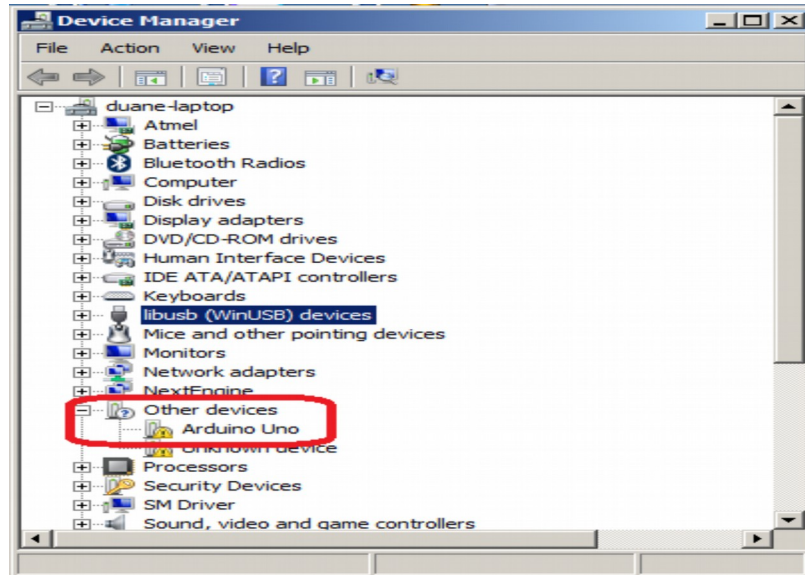 Device Manager
File Action View Help
duane-laptop
Atmel
Batteries
Bluetooth Radios
Computer
Disk drives
Display adapters
DVD/CD-ROM drives
Human Interface Devices
IDE ATA/ATAPI controllers
Keyboards
libusb (WinUSB) devices
Mice and other pointing devices
Monitors
Network adapters
NextEngine
Other devices
Arduino Uno
Unknown device
Processors
Security Devices
SM Driver
Sound, video and game controllers